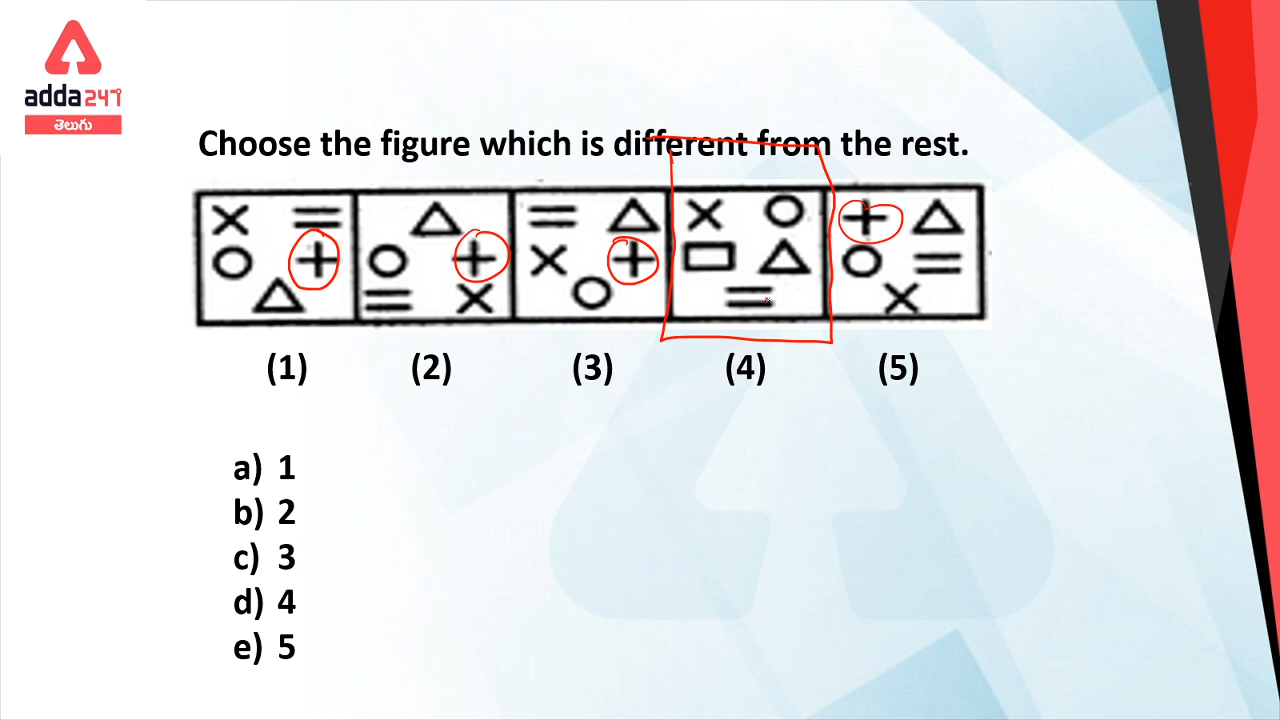 adda247
తెలుగు
Choose the figure which is different from the rest.
(1) (2) (3) (4) (5)
a) 1
b) 2
c) 3
d) 4
e) 5